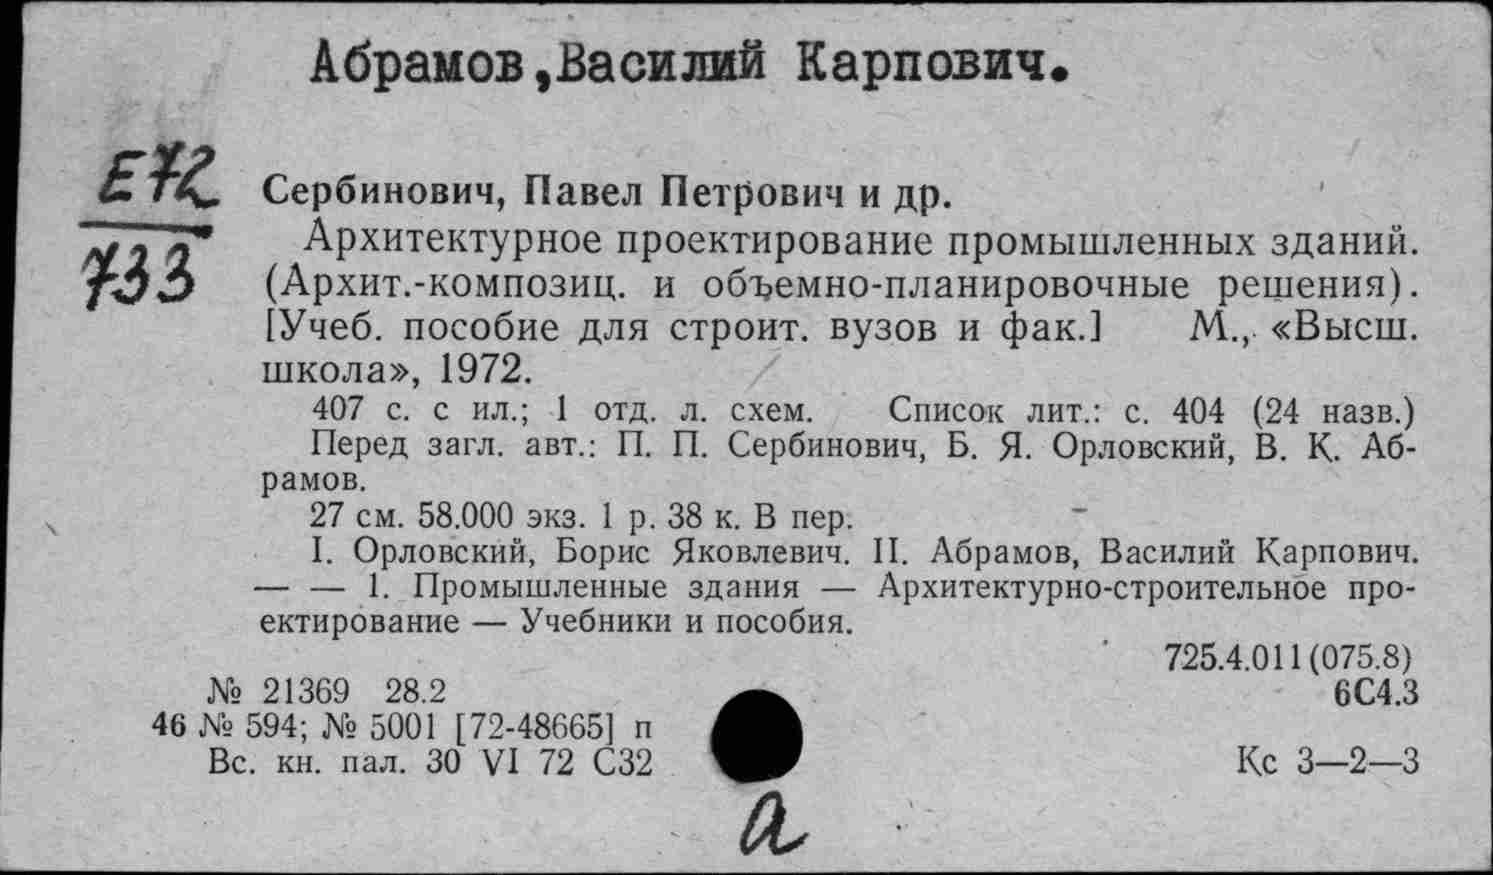 Абрамов,Василий Карпович.
Е72
733
Сербинович, Павел Петрович и др.
Архитектурное проектирование промышленных зданий.
(Архит.-композиц. и объемно-планировочные решения).
[Учеб. пособие для строит. вузов и фак.] М., «Высш.
школа», 1972.
407 с. с ил.; 1 отд. л. схем. Список лит.: с. 404 (24 назв.)
Перед загл. авт.: П. П. Сербинович, Б. Я. Орловский, В. К. Аб-
рамов.
27 см. 58.000 экз. 1 р. 38 к. В пер.
I. Орловский, Борис Яковлевич. II. Абрамов, Василий Карпович.
— — 1. Промышленные здания — Архитектурно-строительное про-
ектирование — Учебники и пособия.
725.4.011(075.8)
№ 21369 28.2
6С4.3
46 № 594; № 5001 [72-48665] п
Вс. кн. пал. 30 VI 72 С32
Кс 3—2—3
а